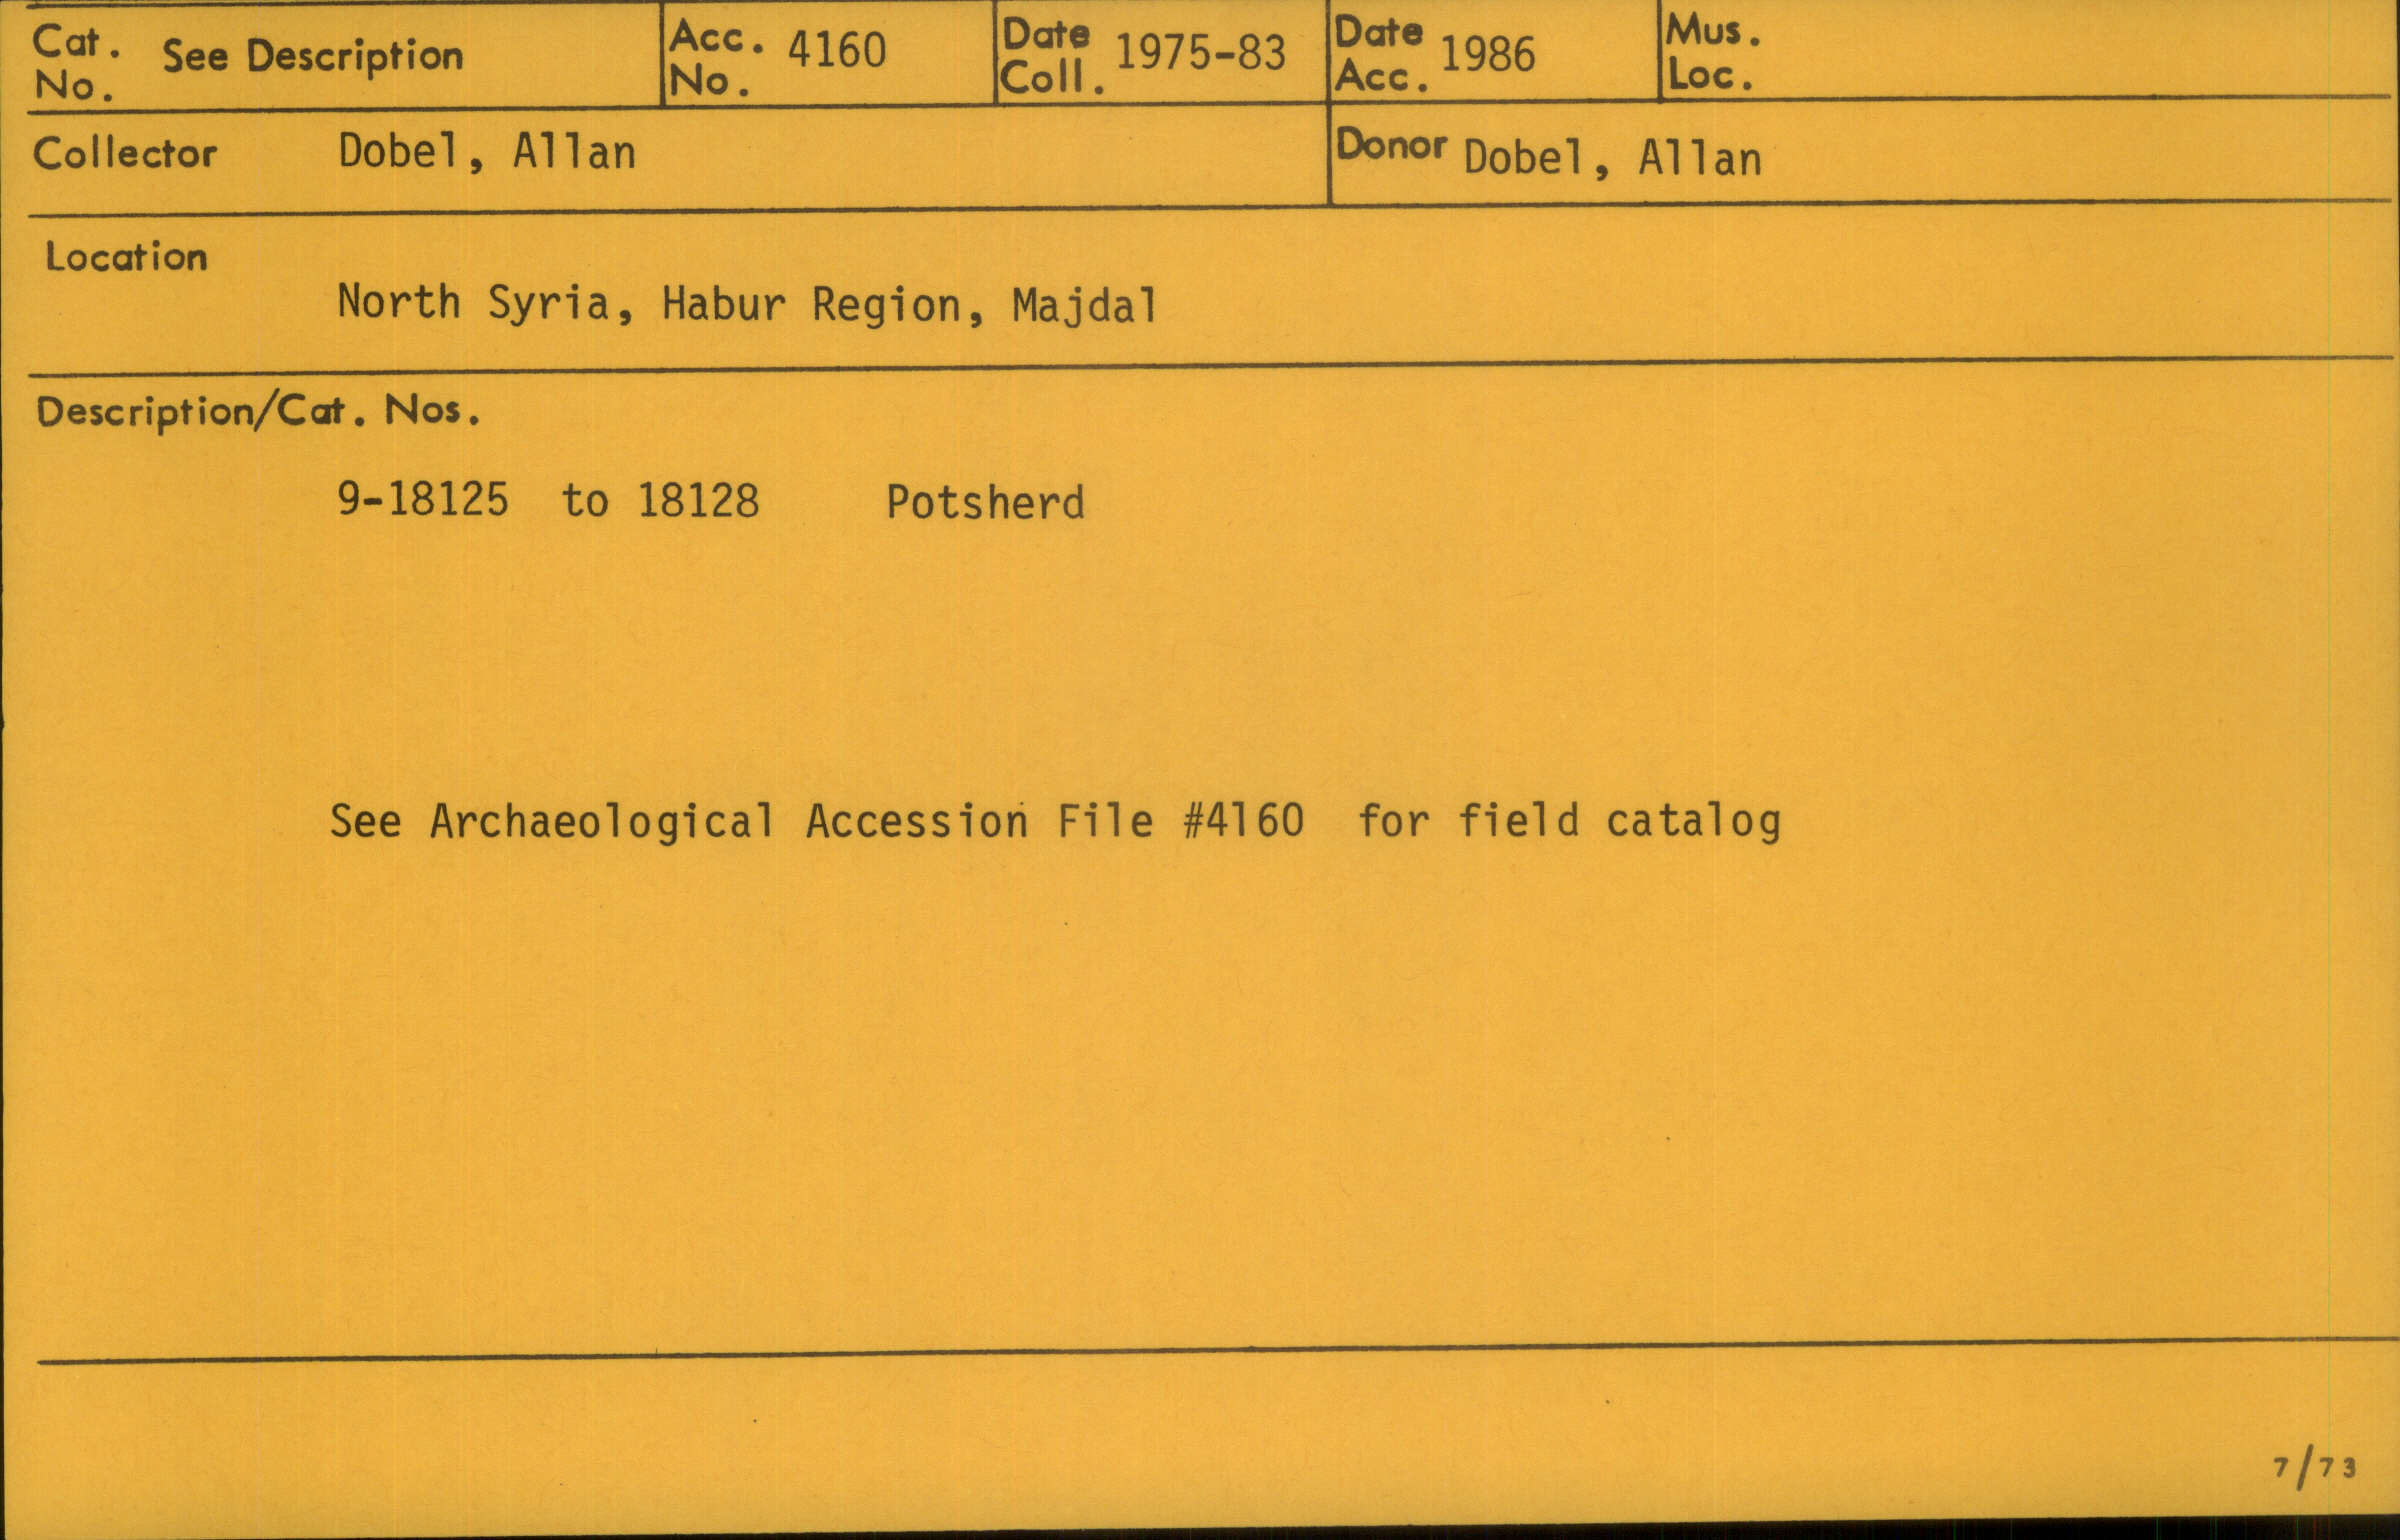 Cat. No. See Description
Acc. No. 4160
Date Coll. 1975-83
Date Acc. 1986
Mus. Loc.
Collector Dobel, Allan
Donor Dobel, Allan
Location
North Syria, Habur Region, Majdal
Description/Cat. Nos.
9-18125 to 18128 Potsherd
See Archaeological Accession File #4160 for field catalog
7/73